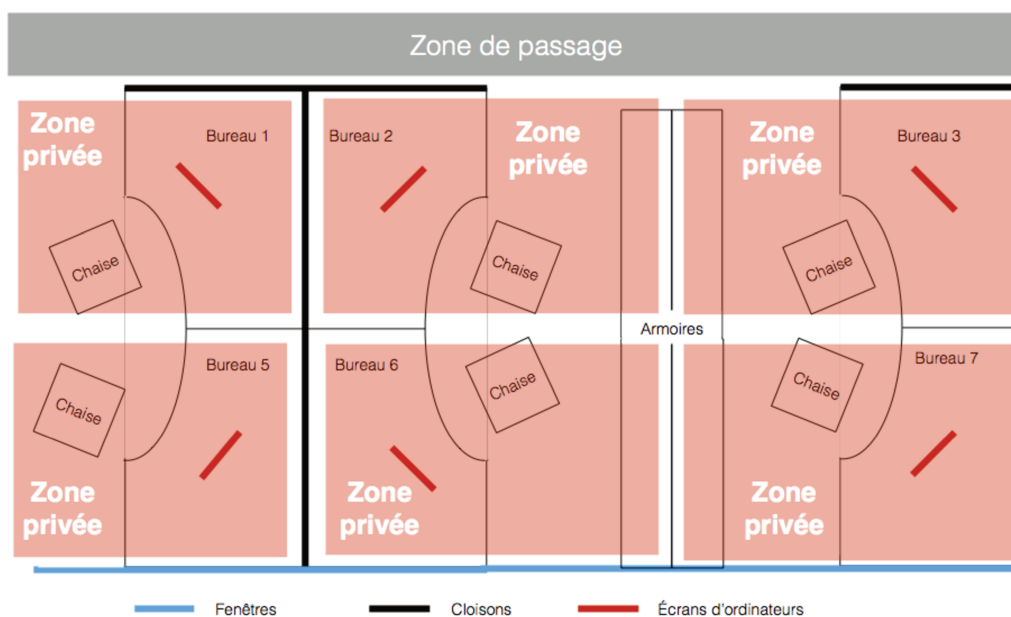 Zone de passage
Zone
privée
Bureau 1
Bureau 2
Zone
privée
Zone
privée
Bureau 3
Chaise
Chaise
Chaise
Armoires
Bureau 5
Bureau 6
Bureau 7
Chaise
Chaise
Chaise
Zone
privée
Zone
privée
Zone
privée
Fenêtres
Cloisons
Écrans d'ordinateurs